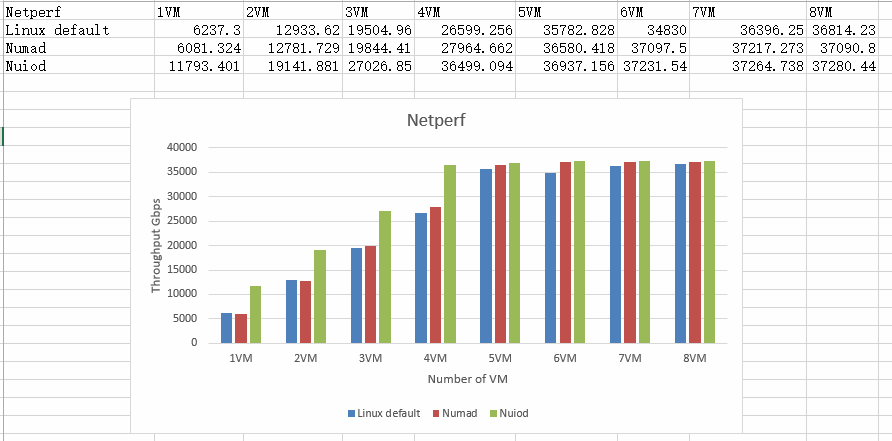 Netperf 1VM 2VM 3VM 4VM 5VM 6VM 7VM 8VM
Linux default 6237.3 12933.62 19504.96 26599.256 35782.828 34830 36396.25 36814.23
Numad 6081.324 12781.729 19844.41 27964.662 36580.418 37097.5 37217.273 37090.8
Nuiod 11793.401 19141.881 27026.85 36499.094 36937.156 37231.54 37264.738 37280.44
Netperf
40000
35000
30000
25000
20000
15000
10000
5000
0
Throughput Gbps
1VM 2VM 3VM 4VM 5VM 6VM 7VM 8VM
Number of VM
Linux default Numad Nuiod